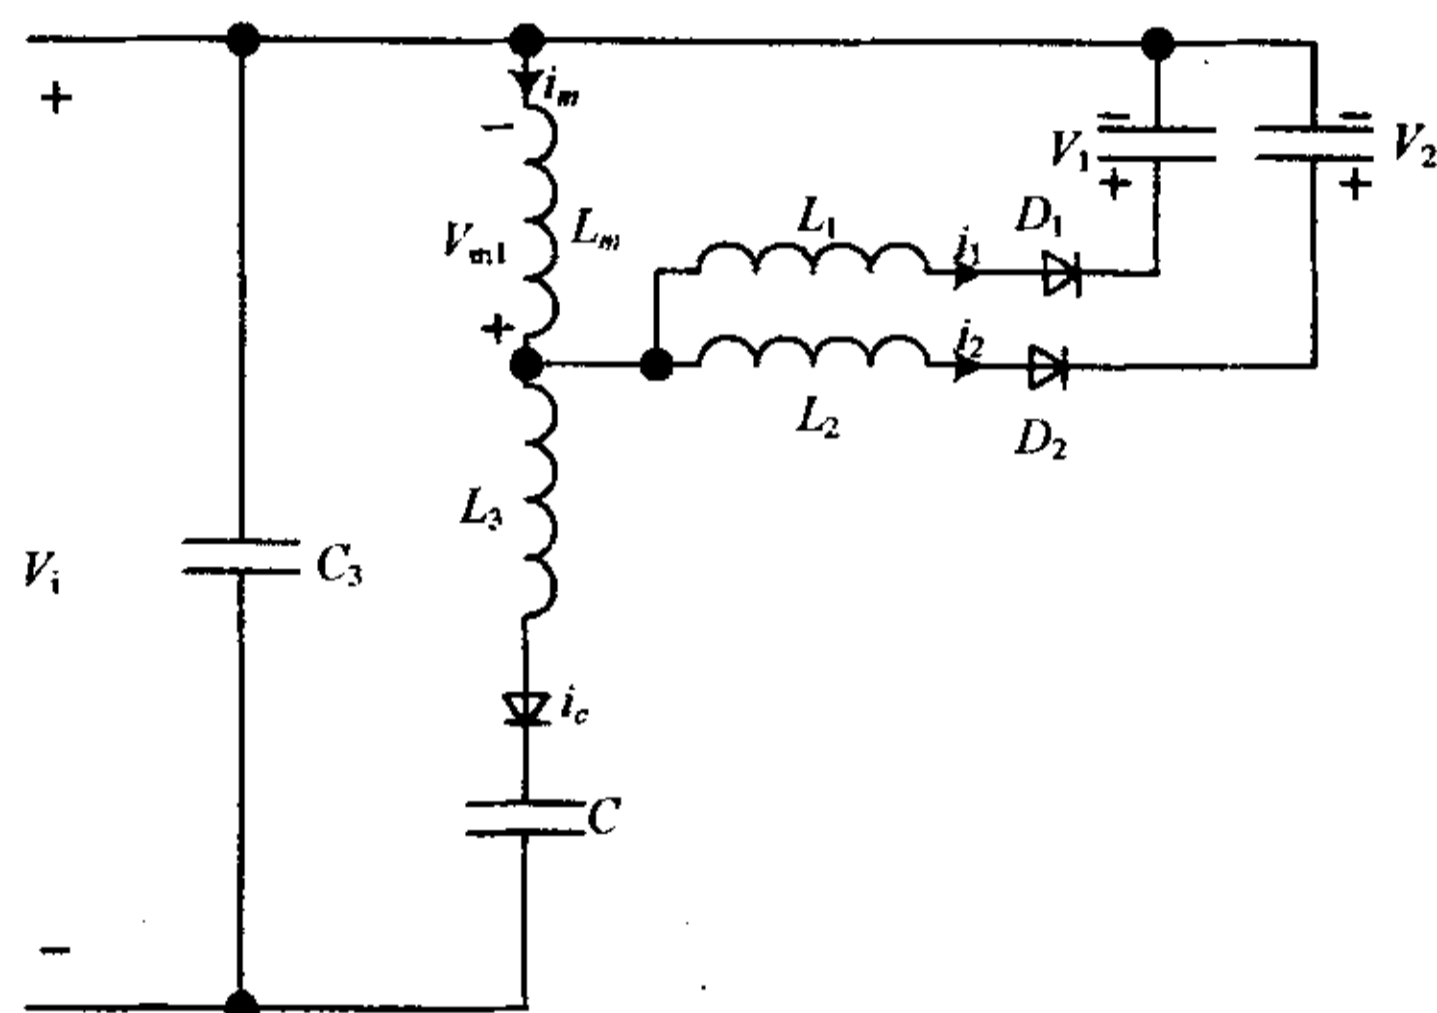 +
i_m
−
V_m1
L_m
+
V_1
−
+
−
V_2
+
L_1
i_1
D_1
L_2
i_2
D_2
V_i
C_3
L_3
i_c
C
−